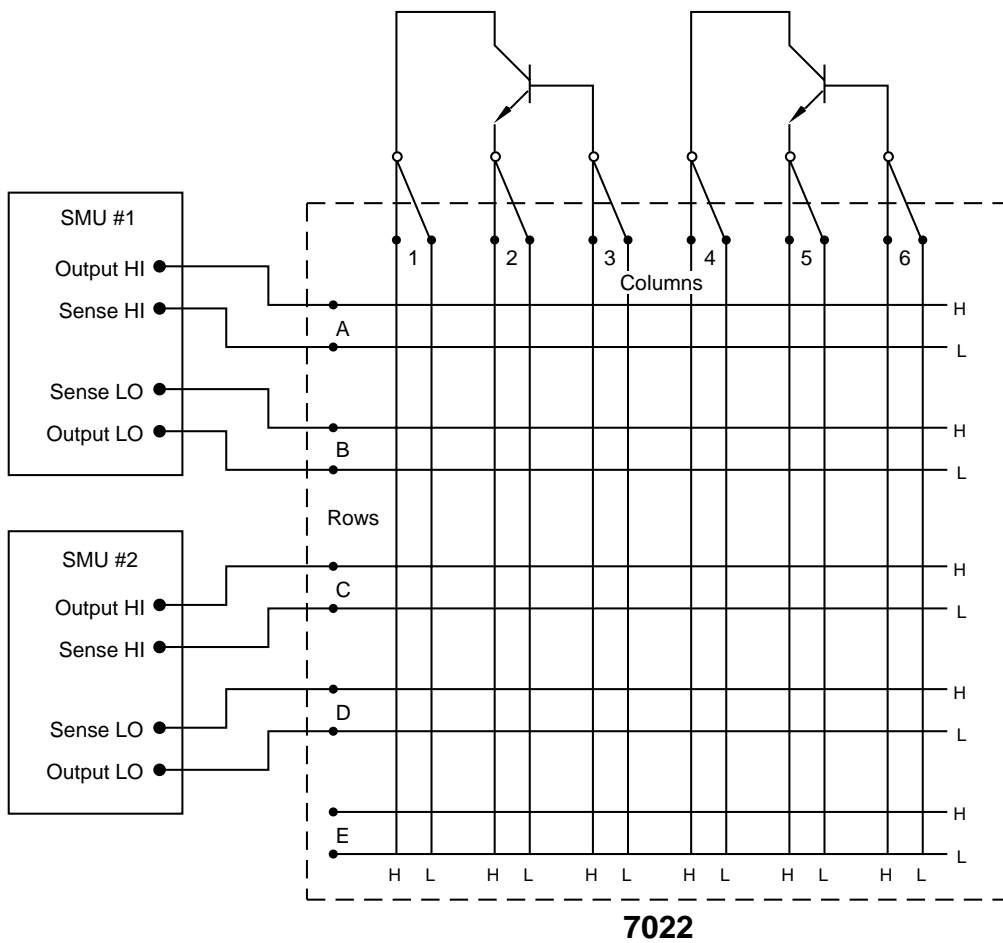 SMU #1
Output HI
Sense HI
Sense LO
Output LO
1 2 3 4 5 6
Columns
A
H
L
B
H
L
Rows
SMU #2
Output HI
Sense HI
Sense LO
Output LO
C
H
L
D
H
L
E
H
L
H L H L H L H L H L H L
7022